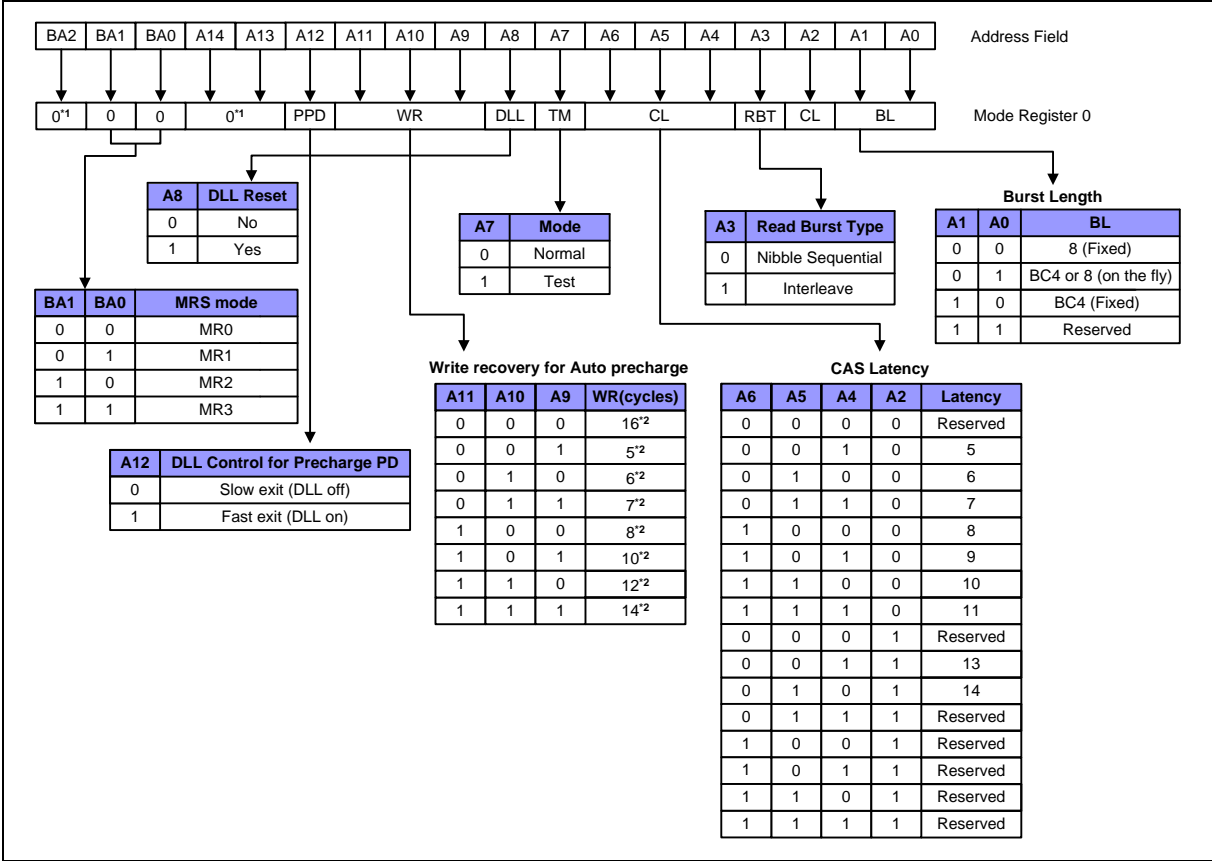 BA2 BA1 BA0 A14 A13 A12 A11 A10 A9 A8 A7 A6 A5 A4 A3 A2 A1 A0 Address Field
0*1 0 0 0*1 PPD WR DLL TM CL RBT CL BL Mode Register 0
A8 DLL Reset
0 No
1 Yes
A7 Mode
0 Normal
1 Test
A3 Read Burst Type
0 Nibble Sequential
1 Interleave
Burst Length
A1 A0 BL
0 0 8 (Fixed)
0 1 BC4 or 8 (on the fly)
1 0 BC4 (Fixed)
1 1 Reserved
BA1 BA0 MRS mode
0 0 MR0
0 1 MR1
1 0 MR2
1 1 MR3
A12 DLL Control for Precharge PD
0 Slow exit (DLL off)
1 Fast exit (DLL on)
Write recovery for Auto precharge
A11 A10 A9 WR(cycles)
0 0 0 16*2
0 0 1 5*2
0 1 0 6*2
0 1 1 7*2
1 0 0 8*2
1 0 1 10*2
1 1 0 12*2
1 1 1 14*2
CAS Latency
A6 A5 A4 A2 Latency
0 0 0 0 Reserved
0 0 1 0 5
0 1 0 0 6
0 1 1 0 7
1 0 0 0 8
1 0 1 0 9
1 1 0 0 10
1 1 1 0 11
0 0 0 1 Reserved
0 0 1 1 13
0 1 0 1 14
0 1 1 1 Reserved
1 0 0 1 Reserved
1 0 1 1 Reserved
1 1 0 1 Reserved
1 1 1 1 Reserved